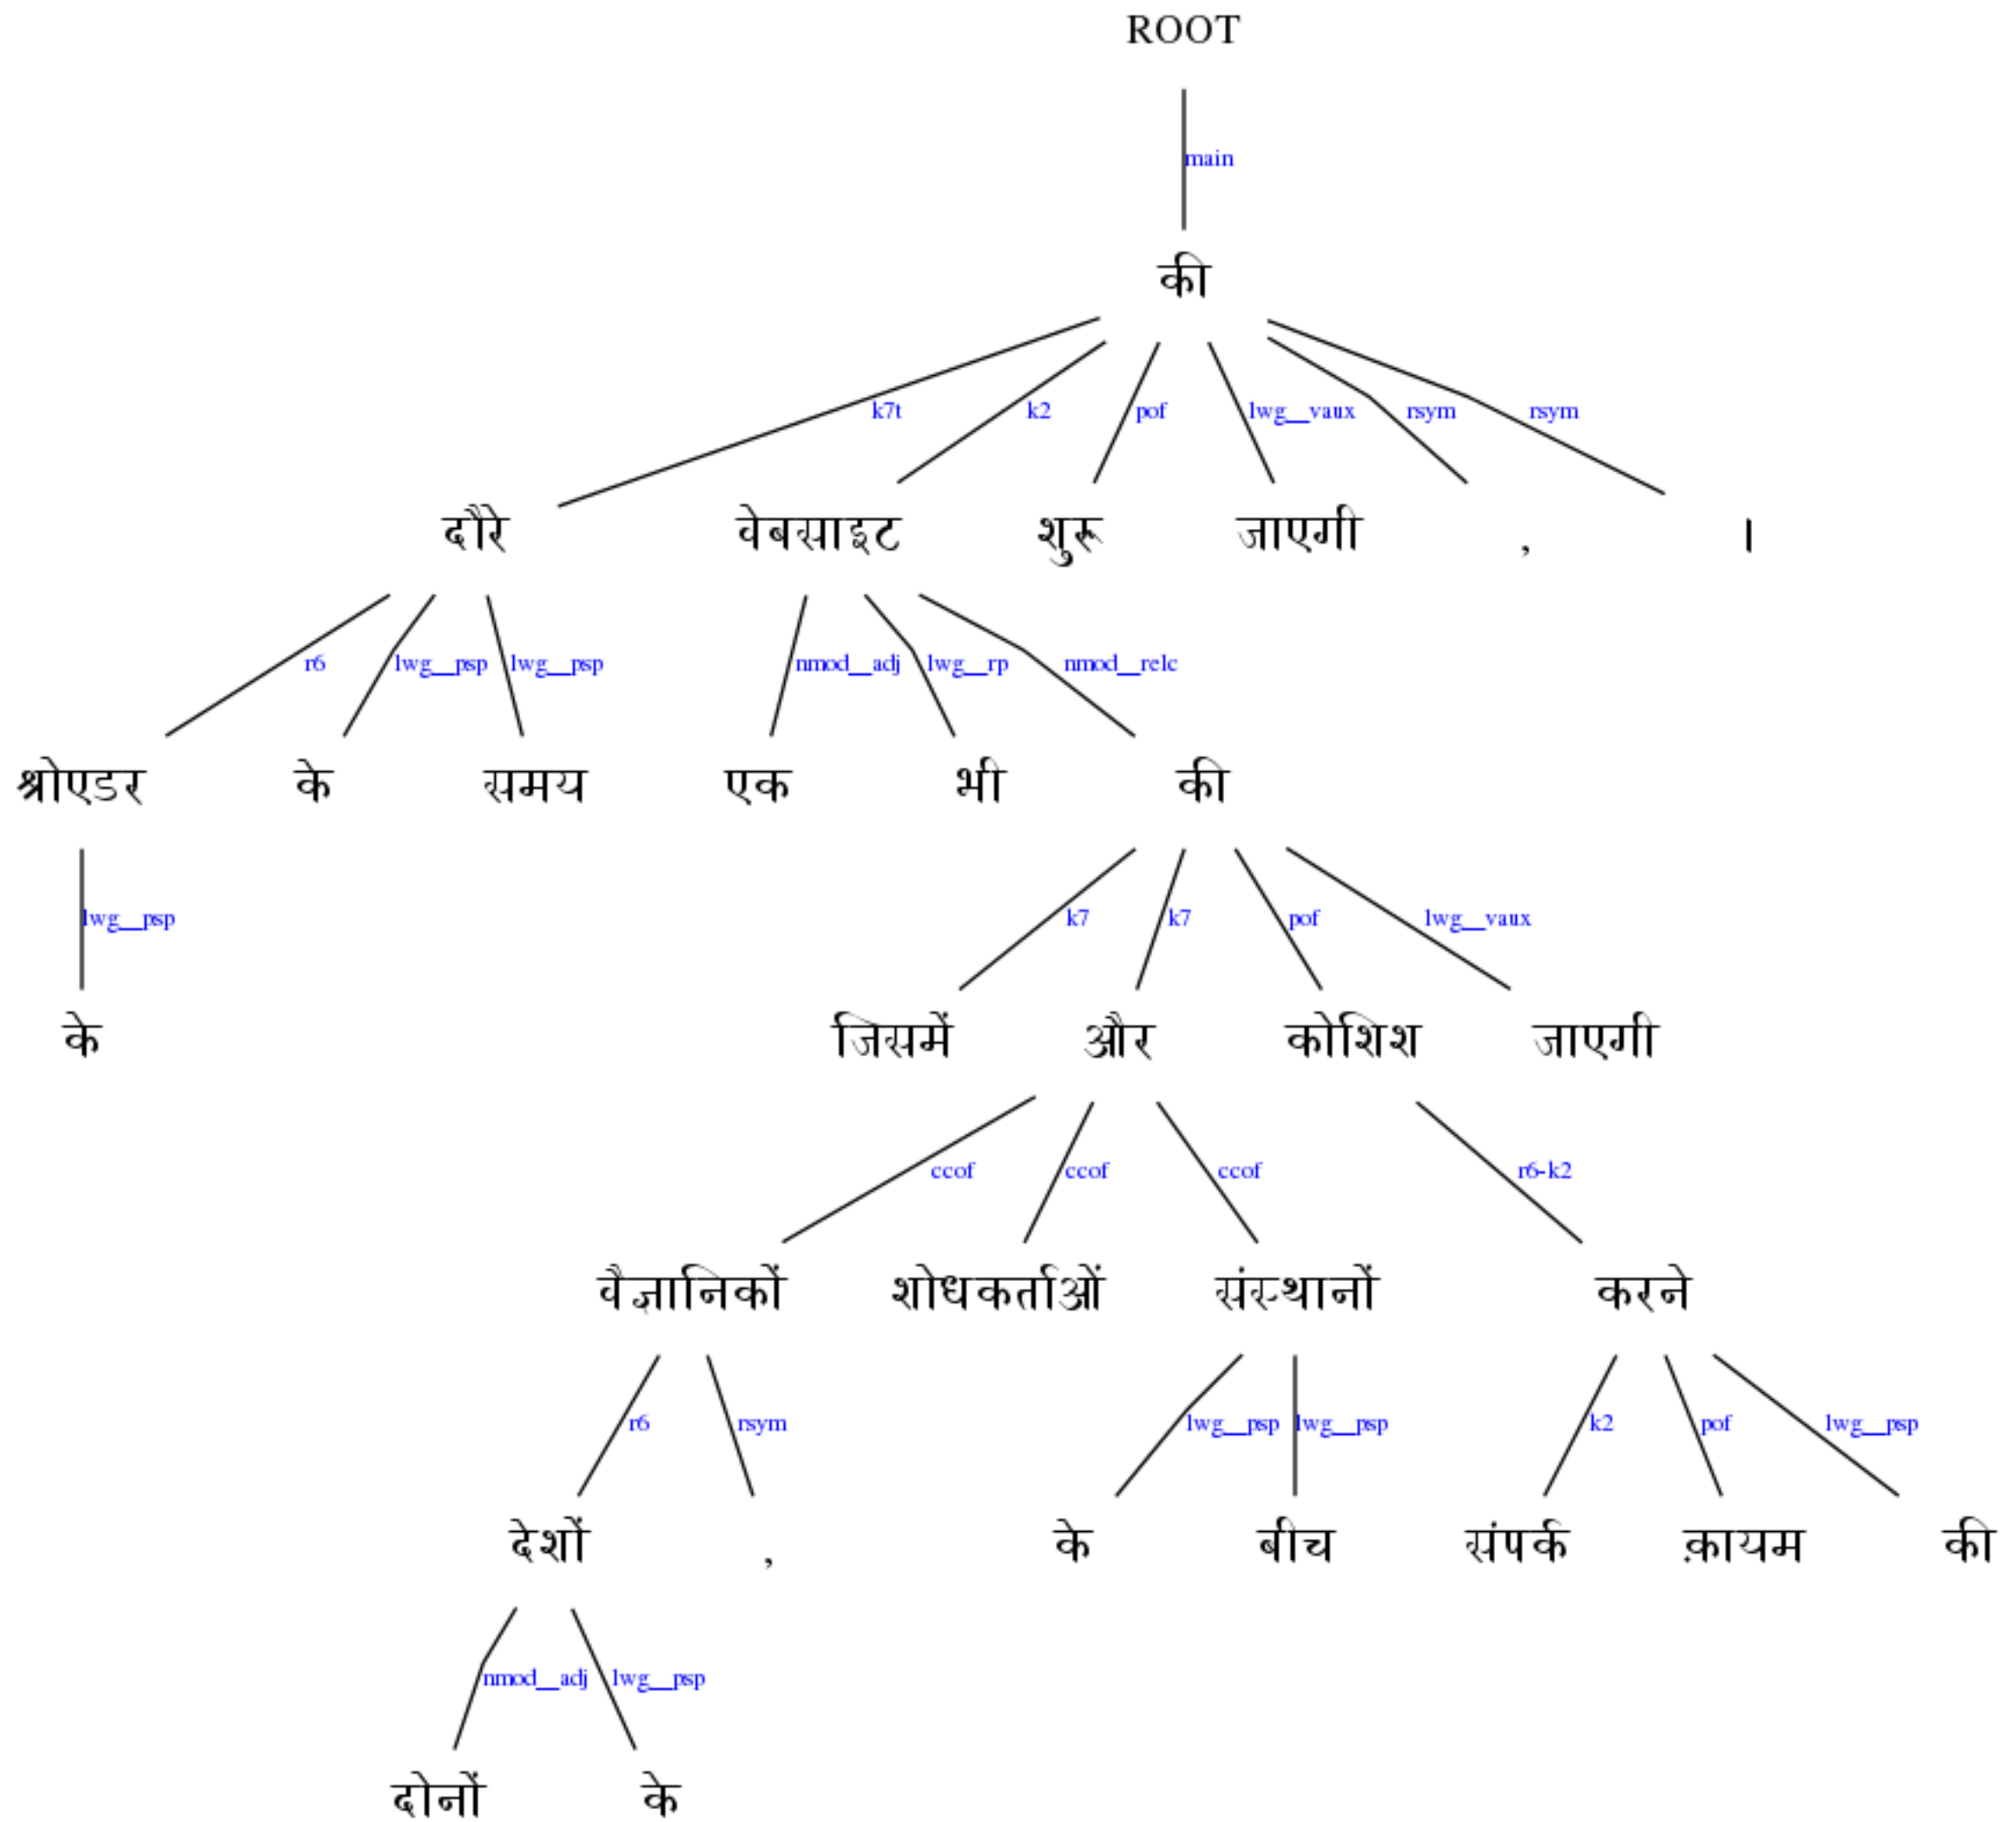 ROOT
main
की
k7t k2 pof lwg__vaux rsym rsym
दौरे वेबसाइट शुरू जाएगी , ।
r6 lwg__psp lwg__psp nmod__adj lwg__rp nmod__relc
श्रोएडर के समय एक भी की
lwg__psp k7 k7 pof lwg__vaux
के जिसमें और कोशिश जाएगी
ccof ccof ccof r6-k2
वैज्ञानिकों शोधकर्ताओं संस्थानों करने
r6 rsym lwg__psp lwg__psp k2 pof lwg__psp
देशों , के बीच संपर्क क़ायम की
nmod__adj lwg__psp
दोनों के